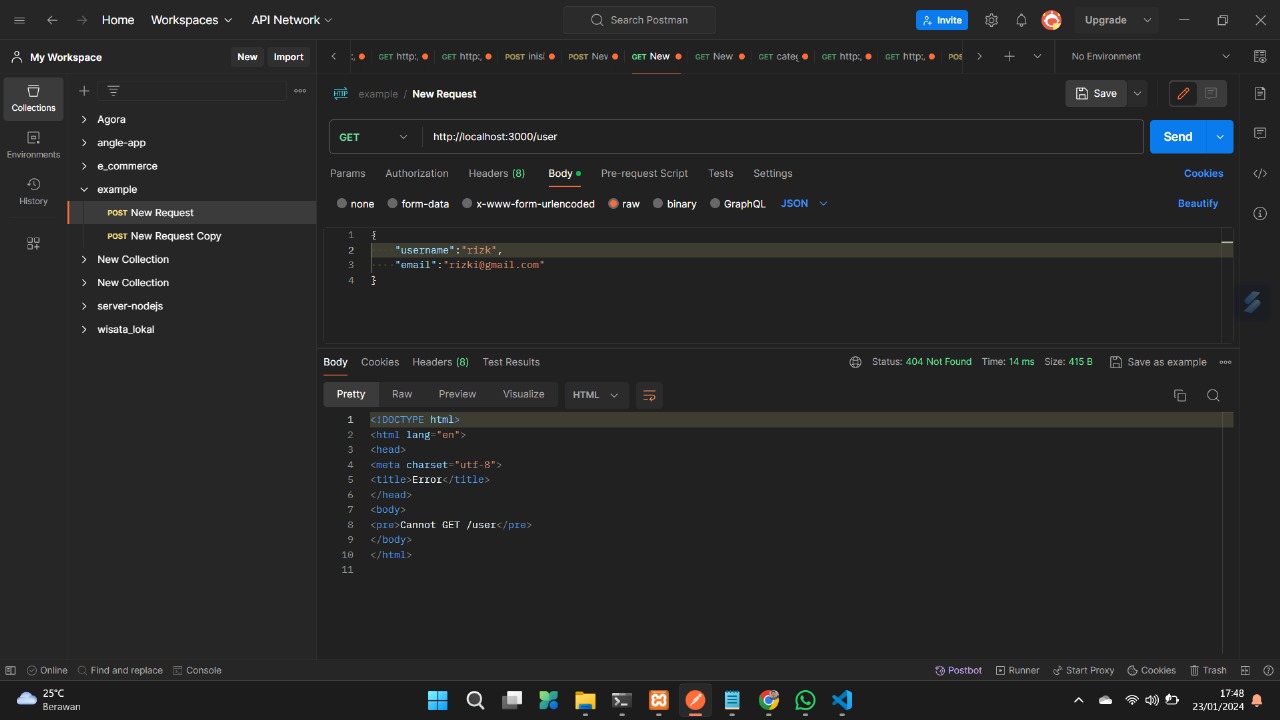 Home Workspaces API Network Search Postman Invite Upgrade
My Workspace New Import GET http:, GET http:, POST inisi POST Nev GET New GET New GET categ GET http:, GET http:, POS No Environment
Collections
Environments
History
Agora
angle-app
e_commerce
example
POST New Request
POST New Request Copy
New Collection
New Collection
server-nodejs
wisata_lokal
HTTP example / New Request Save
GET http://localhost:3000/user Send
Params Authorization Headers (8) Body Pre-request Script Tests Settings Cookies
none form-data x-www-form-urlencoded raw binary GraphQL JSON Beautify
1 {
2 "username":"rizk",
3 "email":"rizki@gmail.com"
4 }
Body Cookies Headers (8) Test Results Status: 404 Not Found Time: 14 ms Size: 415 B Save as example
Pretty Raw Preview Visualize HTML
1 <!DOCTYPE html>
2 <html lang="en">
3 <head>
4 <meta charset="utf-8">
5 <title>Error</title>
6 </head>
7 <body>
8 <pre>Cannot GET /user</pre>
9 </body>
10 </html>
11
Online Find and replace Console Postbot Runner Start Proxy Cookies Trash
25°C
Berawan
17:48
23/01/2024